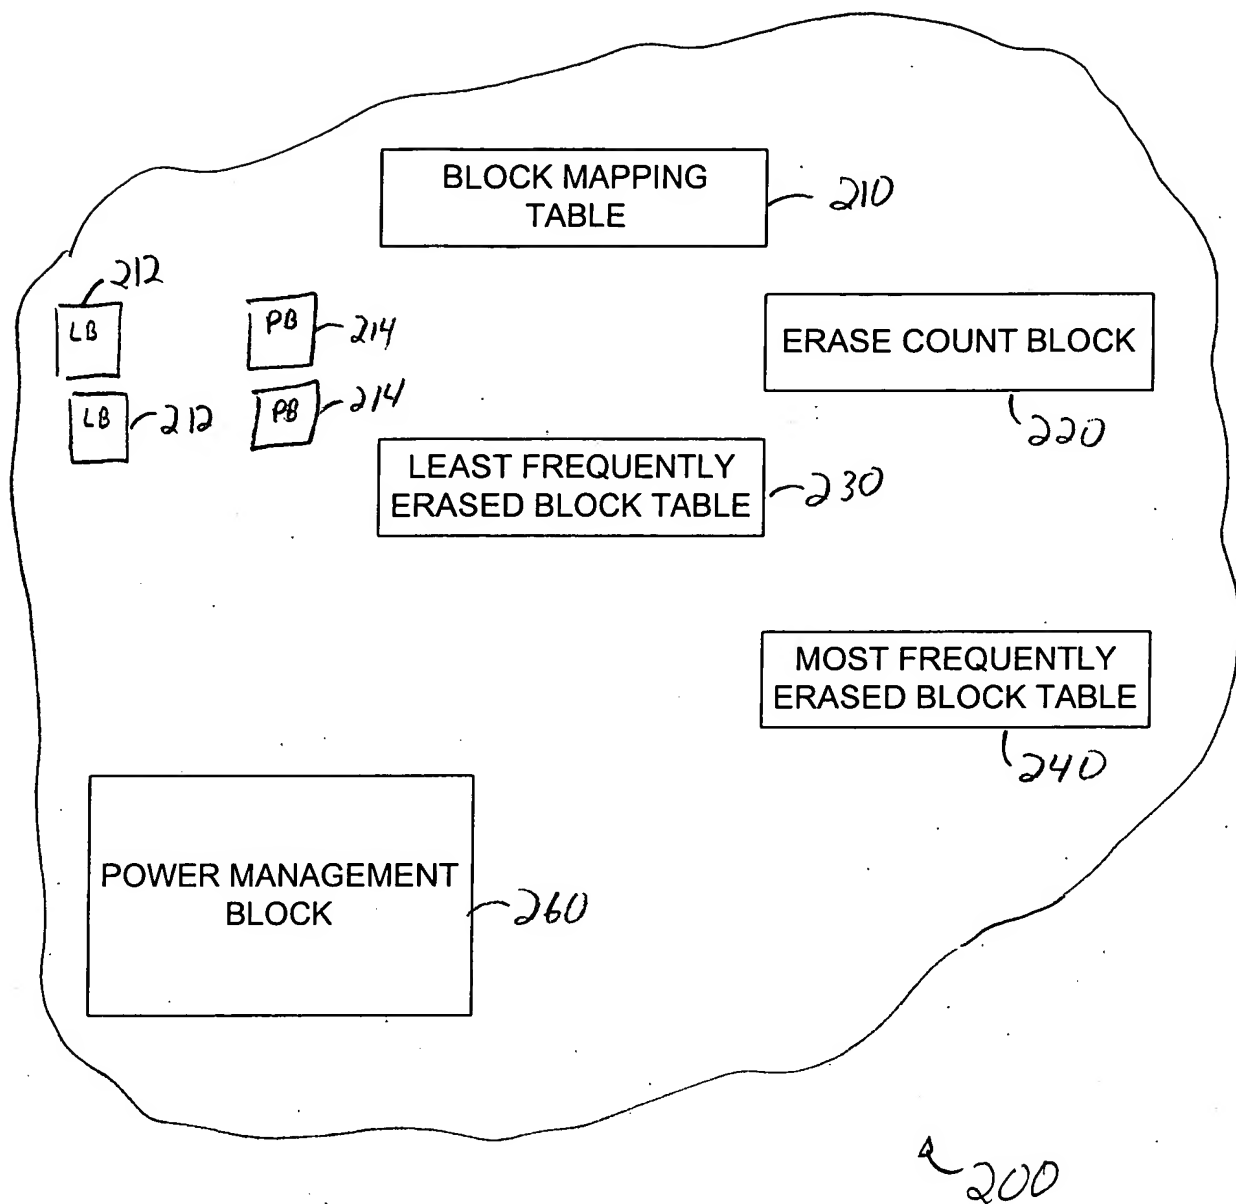 BLOCK MAPPING
TABLE
210
212
LB
PB
214
ERASE COUNT BLOCK
220
LB
212
PB
214
LEAST FREQUENTLY
ERASED BLOCK TABLE
230
MOST FREQUENTLY
ERASED BLOCK TABLE
240
POWER MANAGEMENT
BLOCK
260
200